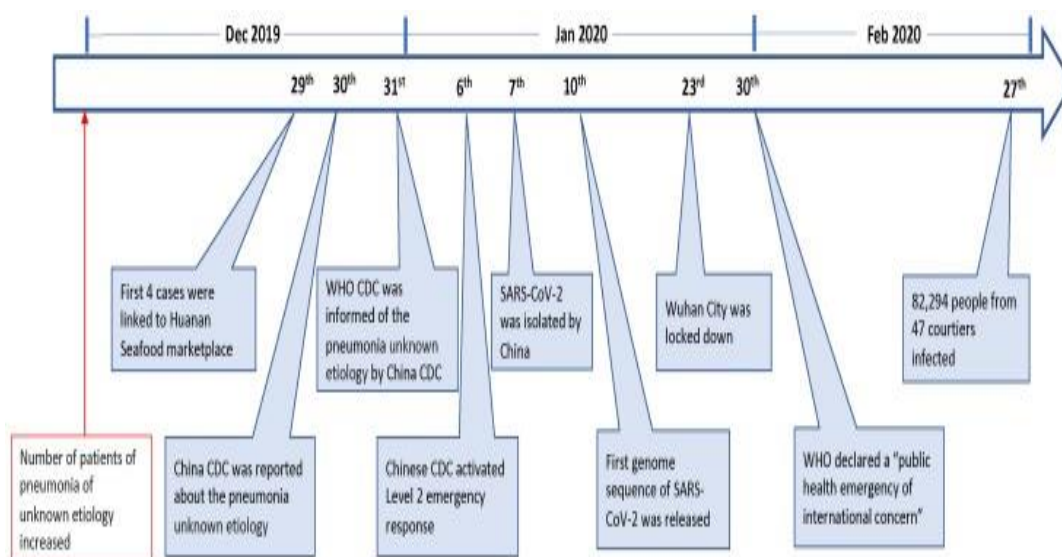 Dec 2019
Jan 2020
Feb 2020
29th
30th
31st
6th
7th
10th
23rd
30th
27th
First 4 cases were
linked to Huanan
Seafood marketplace
WHO CDC was
informed of the
pneumonia unknown
etiology by China CDC
SARS-CoV-2
was isolated by
China
Wuhan City was
locked down
82,294 people from
47 courtiers
infected
Number of patients of
pneumonia of
unknown etiology
increased
China CDC was reported
about the pneumonia
unknown etiology
Chinese CDC activated
Level 2 emergency
response
First genome
sequence of SARS-
CoV-2 was released
WHO declared a “public
health emergency of
international concern”